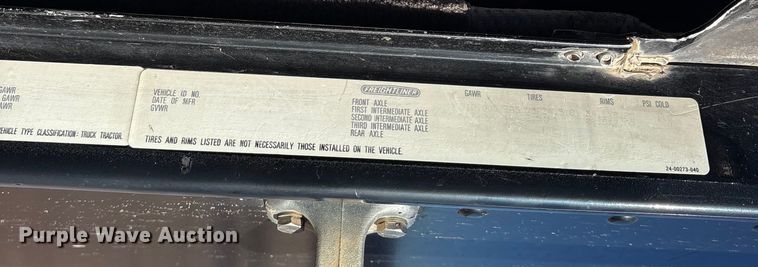 GAWR
GAWR
GAWR
VEHICLE TYPE CLASSIFICATION: TRUCK TRACTOR.
VEHICLE ID NO.
DATE OF MFR
GVWR
FREIGHTLINER GAWR TIRES RIMS PSI COLD
FRONT AXLE
FIRST INTERMEDIATE AXLE
SECOND INTERMEDIATE AXLE
THIRD INTERMEDIATE AXLE
REAR AXLE
TIRES AND RIMS LISTED ARE NOT NECESSARILY THOSE INSTALLED ON THE VEHICLE.
24-00273-040
Purple Wave Auction